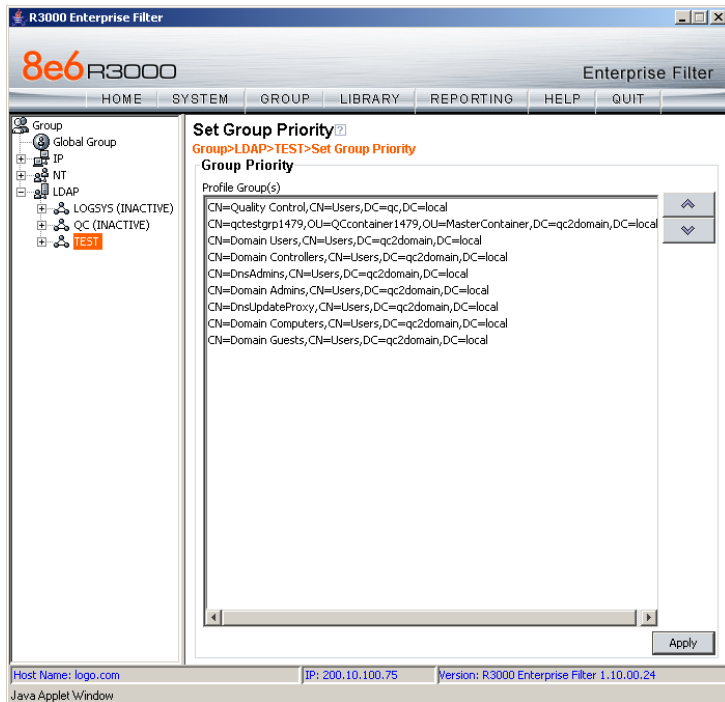 R3000 Enterprise Filter
8e6 R3000
Enterprise Filter
HOME SYSTEM GROUP LIBRARY REPORTING HELP QUIT
Group
Global Group
IP
NT
LDAP
LOGSYS (INACTIVE)
QC (INACTIVE)
TEST
Set Group Priority?
Group>LDAP>TEST>Set Group Priority
Group Priority
Profile Group(s)
CN=Quality Control,CN=Users,DC=qc,DC=local
CN=qctestgrp1479,OU=QCcontainer1479,OU=MasterContainer,DC=qc2domain,DC=local
CN=Domain Users,CN=Users,DC=qc2domain,DC=local
CN=Domain Controllers,CN=Users,DC=qc2domain,DC=local
CN=DnsAdmins,CN=Users,DC=qc2domain,DC=local
CN=Domain Admins,CN=Users,DC=qc2domain,DC=local
CN=DnsUpdateProxy,CN=Users,DC=qc2domain,DC=local
CN=Domain Computers,CN=Users,DC=qc2domain,DC=local
CN=Domain Guests,CN=Users,DC=qc2domain,DC=local
Apply
Host Name: logo.com IP: 200.10.100.75 Version: R3000 Enterprise Filter 1.10.00.24
Java Applet Window